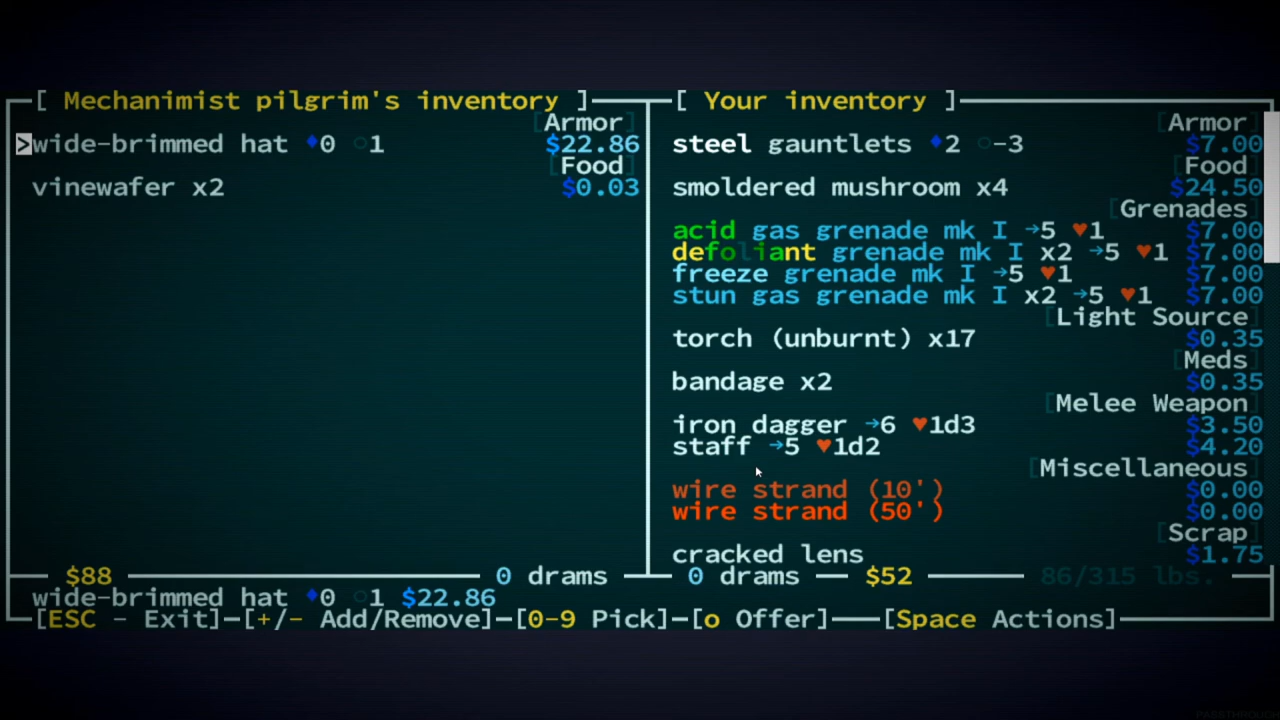 [ Mechanimist pilgrim's inventory ]
[Armor]
>wide-brimmed hat ♦0 ○1 $22.86
[Food]
vinewafer x2 $0.03
$88 0 drams
wide-brimmed hat ♦0 ○1 $22.86
[ Your inventory ]
[Armor]
steel gauntlets ♦2 ○-3 $7.00
[Food]
smoldered mushroom x4 $24.50
[Grenades]
acid gas grenade mk I →5 ♥1 $7.00
defoliant grenade mk I x2 →5 ♥1 $7.00
freeze grenade mk I →5 ♥1 $7.00
stun gas grenade mk I x2 →5 ♥1 $7.00
[Light Source]
torch (unburnt) x17 $0.35
[Meds]
bandage x2 $0.35
[Melee Weapon]
iron dagger →6 ♥1d3 $3.50
staff →5 ♥1d2 $4.20
[Miscellaneous]
wire strand (10') $0.00
wire strand (50') $0.00
[Scrap]
cracked lens $1.75
0 drams $52 86/315 lbs.
[ESC - Exit]-[+/- Add/Remove]-[0-9 Pick]-[o Offer]-[Space Actions]